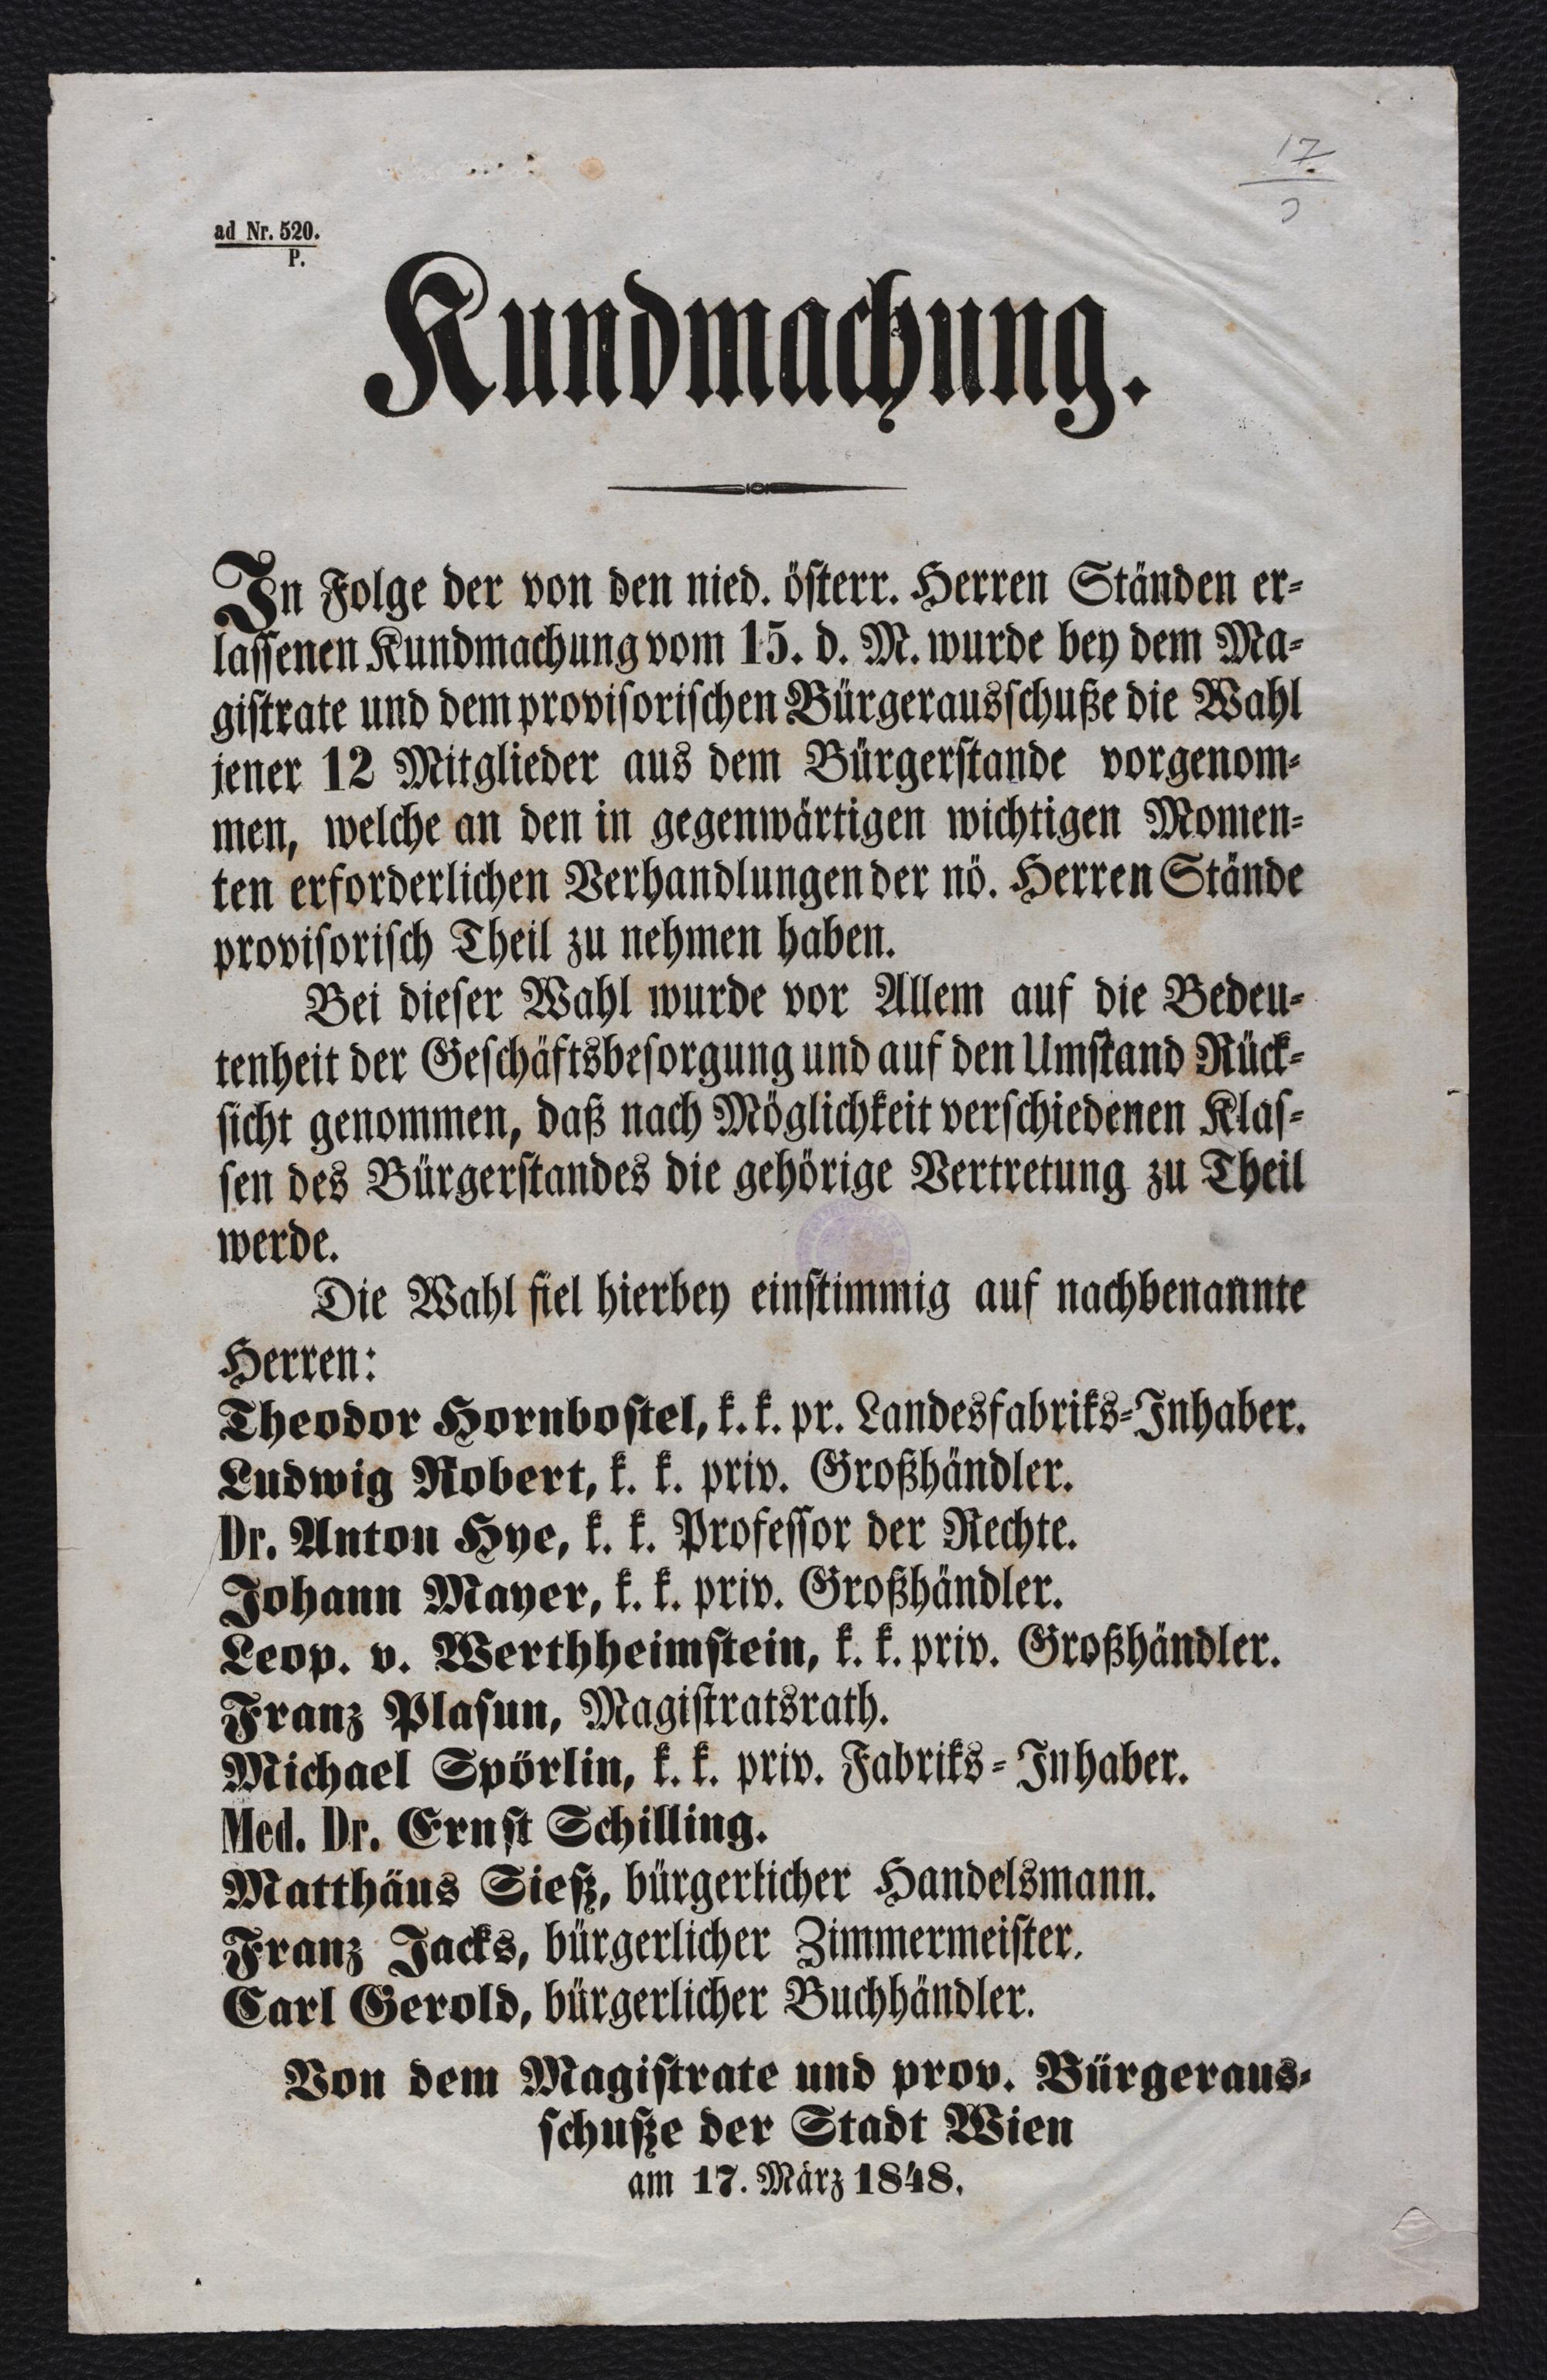 17.
3
ad Nr. 520.
P.
Kundmachung.
In Folge der von den nied. österr. Herren Ständen er-
lassenen Kundmachung vom 15. d. M. wurde bey dem Ma-
gistrate und dem provisorischen Bürgerausschuße die Wahl
jener 12 Mitglieder aus dem Bürgerstande vorgenom-
men, welche an den in gegenwärtigen wichtigen Momen-
ten erforderlichen Verhandlungen der nö. Herren Stände
provisorisch Theil zu nehmen haben.
Bei dieser Wahl wurde vor Allem auf die Bedeu-
tenheit der Geschäftsbesorgung und auf den Umstand Rück-
sicht genommen, daß nach Möglichkeit verschiedenen Klas-
sen des Bürgerstandes die gehörige Vertretung zu Theil
werde.
Die Wahl fiel hierbey einstimmig auf nachbenannte
Herren:
Theodor Hornbostel, k. k. pr. Landesfabriks-Inhaber.
Ludwig Robert, k. k. priv. Großhändler.
Dr. Anton Hye, k. k. Professor der Rechte.
Johann Mayer, k. k. priv. Großhändler.
Leop. v. Werthheimstein, k. k. priv. Großhändler.
Franz Plasun, Magistratsrath.
Michael Spörlin, k. k. priv. Fabriks-Inhaber.
Med. Dr. Ernst Schilling.
Matthäus Sieß, bürgerlicher Handelsmann.
Franz Jacks, bürgerlicher Zimmermeister.
Carl Gerold, bürgerlicher Buchhändler.
Von dem Magistrate und prov. Bürgeraus-
schuße der Stadt Wien
am 17. März 1848.